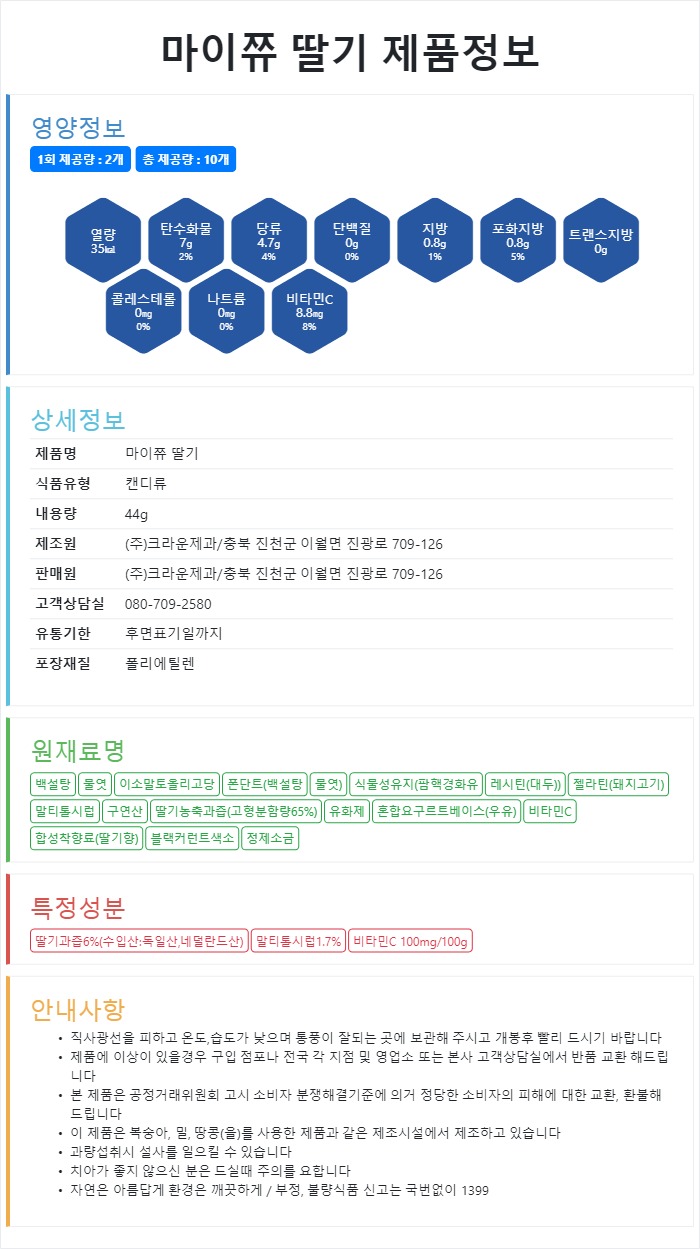 마이쮸 딸기 제품정보
영양정보
1회 제공량 : 2개 총 제공량 : 10개
열량 탄수화물 당류 단백질 지방 포화지방 트랜스지방
35㎉ 7g 4.7g 0g 0.8g 0.8g 0g
2% 4% 0% 1% 5%
콜레스테롤 나트륨 비타민C
0㎎ 0㎎ 8.8㎎
0% 0% 8%
상세정보
제품명 마이쮸 딸기
식품유형 캔디류
내용량 44g
제조원 (주)크라운제과/충북 진천군 이월면 진광로 709-126
판매원 (주)크라운제과/충북 진천군 이월면 진광로 709-126
고객상담실 080-709-2580
유통기한 후면표기일까지
포장재질 폴리에틸렌
원재료명
백설탕 물엿 이소말토올리고당 폰단트(백설탕 물엿) 식물성유지(팜핵경화유 레시틴(대두)) 젤라틴(돼지고기)
말티톨시럽 구연산 딸기농축과즙(고형분함량65%) 유화제 혼합요구르트베이스(우유) 비타민C
합성착향료(딸기향) 블랙커런트색소 정제소금
특정성분
딸기과즙6%(수입산:독일산,네덜란드산) 말티톨시럽1.7% 비타민C 100mg/100g
안내사항
• 직사광선을 피하고 온도,습도가 낮으며 통풍이 잘되는 곳에 보관해 주시고 개봉후 빨리 드시기 바랍니다
• 제품에 이상이 있을경우 구입 점포나 전국 각 지점 및 영업소 또는 본사 고객상담실에서 반품 교환 해드립
니다
• 본 제품은 공정거래위원회 고시 소비자 분쟁해결기준에 의거 정당한 소비자의 피해에 대한 교환, 환불해
드립니다
• 이 제품은 복숭아, 밀, 땅콩(을)를 사용한 제품과 같은 제조시설에서 제조하고 있습니다
• 과량섭취시 설사를 일으킬 수 있습니다
• 치아가 좋지 않으신 분은 드실때 주의를 요합니다
• 자연은 아름답게 환경은 깨끗하게 / 부정, 불량식품 신고는 국번없이 1399